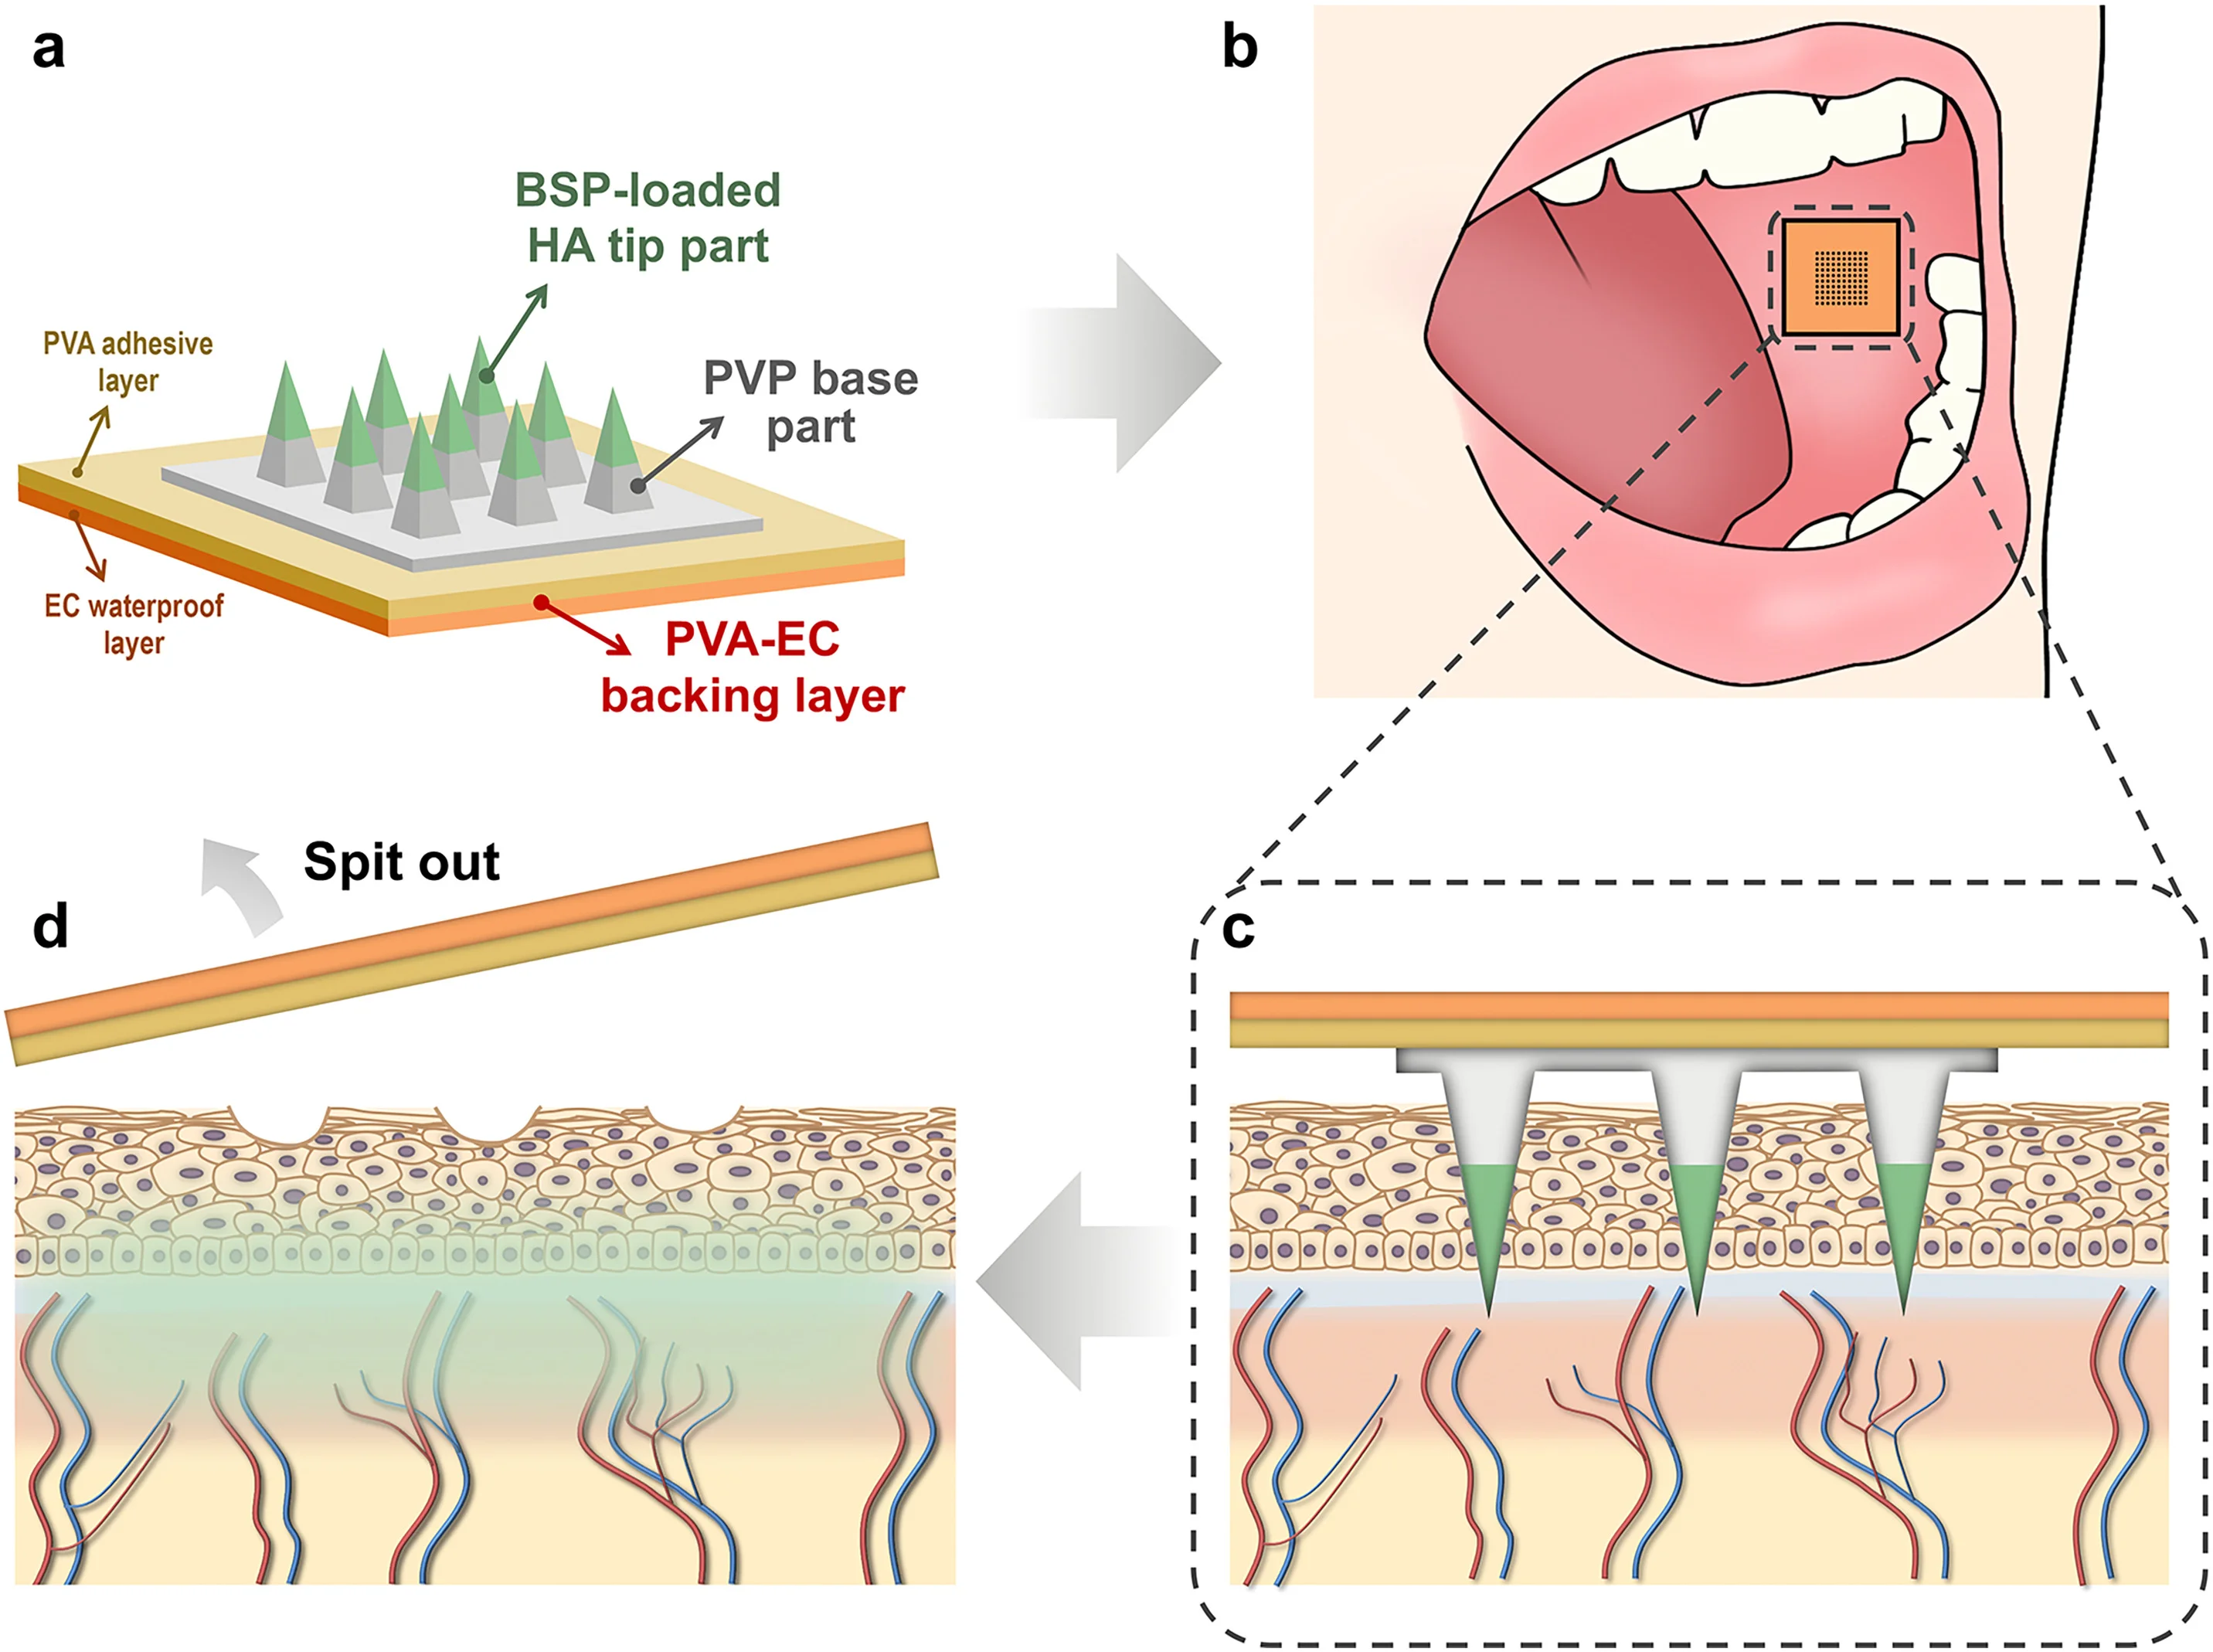 a
BSP-loaded
HA tip part
PVA adhesive
layer
PVP base
part
EC waterproof
layer
PVA-EC
backing layer
b
Spit out
d
c